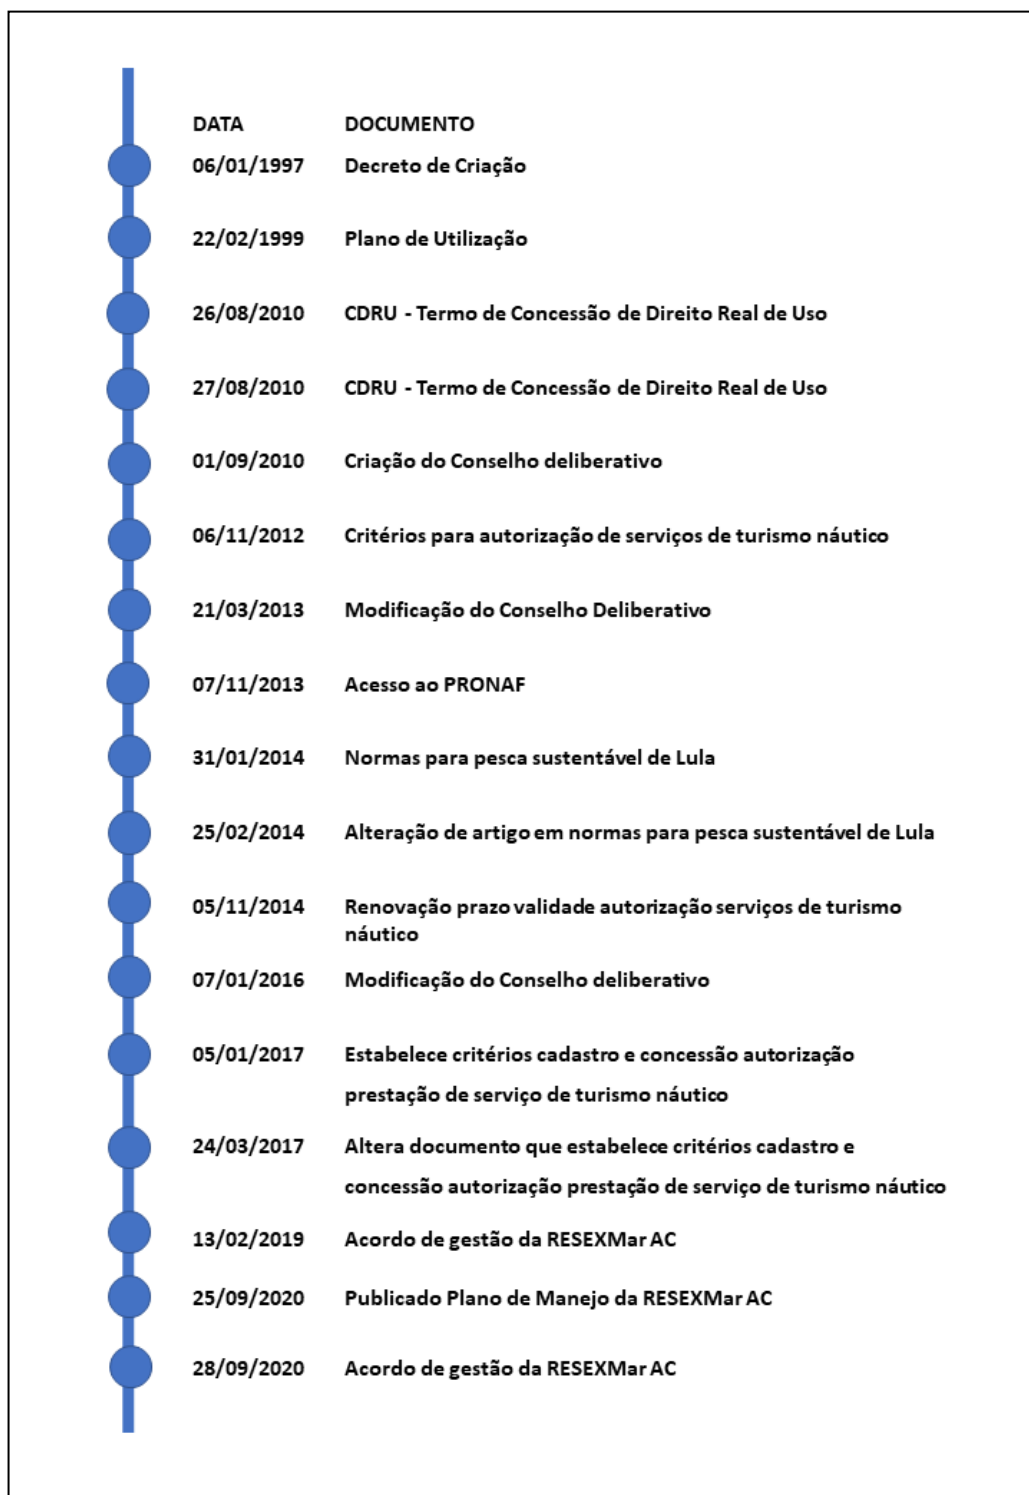 DATA DOCUMENTO
06/01/1997 Decreto de Criação
22/02/1999 Plano de Utilização
26/08/2010 CDRU - Termo de Concessão de Direito Real de Uso
27/08/2010 CDRU - Termo de Concessão de Direito Real de Uso
01/09/2010 Criação do Conselho deliberativo
06/11/2012 Critérios para autorização de serviços de turismo náutico
21/03/2013 Modificação do Conselho Deliberativo
07/11/2013 Acesso ao PRONAF
31/01/2014 Normas para pesca sustentável de Lula
25/02/2014 Alteração de artigo em normas para pesca sustentável de Lula
05/11/2014 Renovação prazo validade autorização serviços de turismo
náutico
07/01/2016 Modificação do Conselho deliberativo
05/01/2017 Estabelece critérios cadastro e concessão autorização
prestação de serviço de turismo náutico
24/03/2017 Altera documento que estabelece critérios cadastro e
concessão autorização prestação de serviço de turismo náutico
13/02/2019 Acordo de gestão da RESEXMar AC
25/09/2020 Publicado Plano de Manejo da RESEXMar AC
28/09/2020 Acordo de gestão da RESEXMar AC